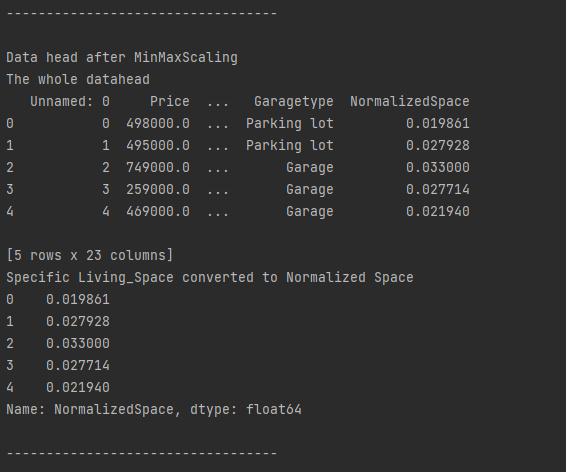 ----------------------------------
Data head after MinMaxScaling
The whole datahead
   Unnamed: 0     Price  ...   Garagetype  NormalizedSpace
0           0  498000.0  ...  Parking lot         0.019861
1           1  495000.0  ...  Parking lot         0.027928
2           2  749000.0  ...       Garage         0.033000
3           3  259000.0  ...       Garage         0.027714
4           4  469000.0  ...       Garage         0.021940
[5 rows x 23 columns]
Specific Living_Space converted to Normalized Space
0    0.019861
1    0.027928
2    0.033000
3    0.027714
4    0.021940
Name: NormalizedSpace, dtype: float64
----------------------------------